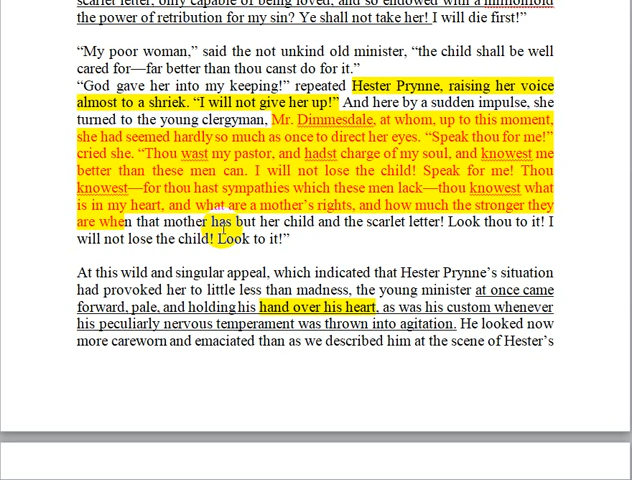 scarlet letter, only capable of being loved, and so endowed with a millionfold
the power of retribution for my sin? Ye shall not take her! I will die first!”
“My poor woman,” said the not unkind old minister, “the child shall be well
cared for—far better than thou canst do for it.”
“God gave her into my keeping!” repeated Hester Prynne, raising her voice
almost to a shriek. “I will not give her up!” And here by a sudden impulse, she
turned to the young clergyman, Mr. Dimmesdale, at whom, up to this moment,
she had seemed hardly so much as once to direct her eyes. “Speak thou for me!”
cried she. “Thou wast my pastor, and hadst charge of my soul, and knowest me
better than these men can. I will not lose the child! Speak for me! Thou
knowest—for thou hast sympathies which these men lack—thou knowest what
is in my heart, and what are a mother’s rights, and how much the stronger they
are when that mother has but her child and the scarlet letter! Look thou to it! I
will not lose the child! Look to it!”
At this wild and singular appeal, which indicated that Hester Prynne’s situation
had provoked her to little less than madness, the young minister at once came
forward, pale, and holding his hand over his heart, as was his custom whenever
his peculiarly nervous temperament was thrown into agitation. He looked now
more careworn and emaciated than as we described him at the scene of Hester’s